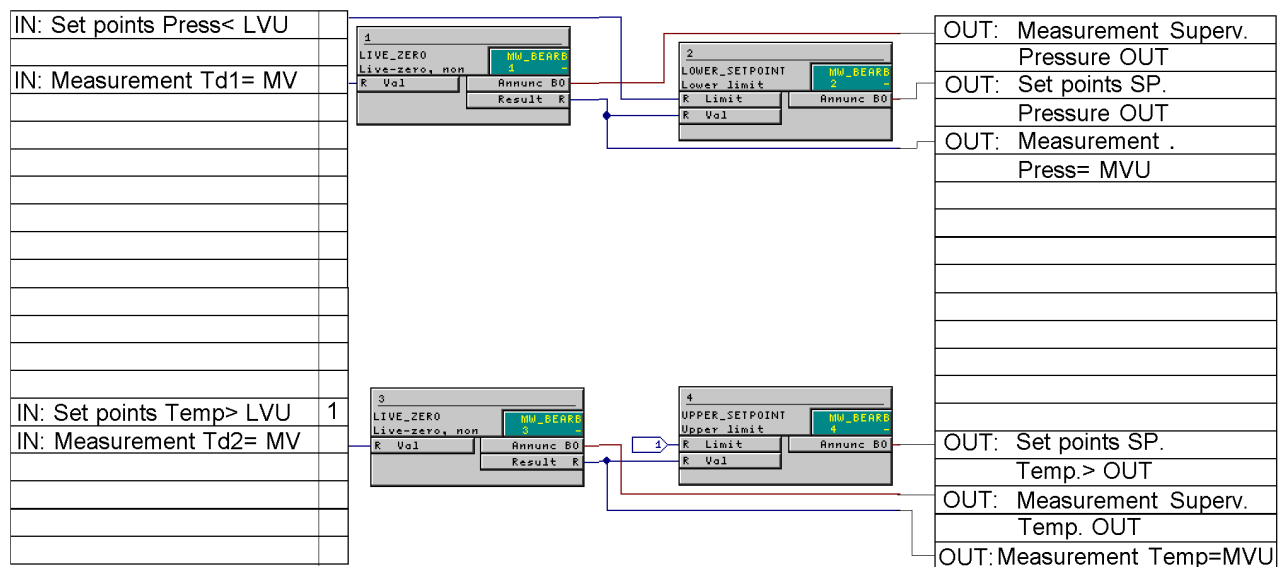 IN: Set points Press< LVU
IN: Measurement Td1= MV
1
LIVE_ZERO
Live-zero, mon
MW_BEARB
1 -
R Val
Annunc BO
Result R
2
LOWER_SETPOINT
Lower limit
MW_BEARB
2 -
R Limit
Annunc BO
R Val
OUT: Measurement Superv.
Pressure OUT
OUT: Set points SP.
Pressure OUT
OUT: Measurement .
Press= MVU
IN: Set points Temp> LVU 1
IN: Measurement Td2= MV
3
LIVE_ZERO
Live-zero, mon
MW_BEARB
3 -
R Val
Annunc BO
Result R
4
UPPER_SETPOINT
Upper limit
MW_BEARB
4 -
1
R Limit
Annunc BO
R Val
OUT: Set points SP.
Temp.> OUT
OUT: Measurement Superv.
Temp. OUT
OUT: Measurement Temp=MVU